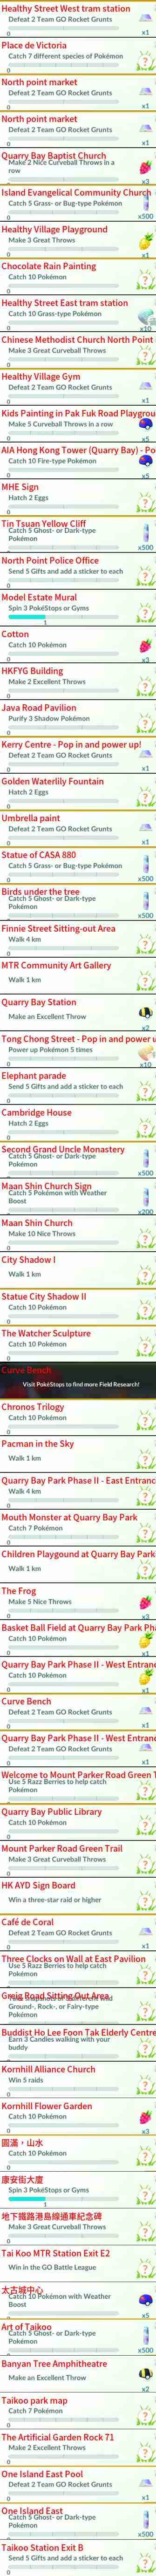 Healthy Street West tram station
Defeat 2 Team GO Rocket Grunts
0
x1
Place de Victoria
Catch 7 different species of Pokémon
0
North point market
Defeat 2 Team GO Rocket Grunts
0
x1
North point market
Defeat 2 Team GO Rocket Grunts
0
x1
Quarry Bay Baptist Church
Make 2 Nice Curveball Throws in a
row
0
x3
Island Evangelical Community Church
Catch 5 Grass- or Bug-type Pokémon
0
x500
Healthy Village Playground
Make 3 Great Throws
0
x1
Chocolate Rain Painting
Catch 10 Pokémon
0
Healthy Street East tram station
Catch 10 Grass-type Pokémon
0
x10
Chinese Methodist Church North Point
Make 3 Great Curveball Throws
0
Healthy Village Gym
Defeat 2 Team GO Rocket Grunts
0
x1
Kids Painting in Pak Fuk Road Playgrou
Make 5 Curveball Throws in a row
0
x5
AIA Hong Kong Tower (Quarry Bay) - Po
Catch 10 Fire-type Pokémon
0
x5
MHE Sign
Hatch 2 Eggs
0
Tin Tsuan Yellow Cliff
Catch 5 Ghost- or Dark-type
Pokémon
x500
North Point Police Office
Send 5 Gifts and add a sticker to each
0
Model Estate Mural
Spin 3 PokéStops or Gyms
1
Cotton
Catch 10 Pokémon
0
x3
HKFYG Building
Make 2 Excellent Throws
0
Java Road Pavilion
Purify 3 Shadow Pokémon
0
Kerry Centre - Pop in and power up!
Defeat 2 Team GO Rocket Grunts
0
x1
Golden Waterlily Fountain
Hatch 2 Eggs
0
Umbrella paint
Defeat 2 Team GO Rocket Grunts
0
x1
Statue of CASA 880
Catch 5 Grass- or Bug-type Pokémon
0
x500
Birds under the tree
Catch 5 Ghost- or Dark-type
Pokémon
0
x500
Finnie Street Sitting-out Area
Walk 4 km
0
MTR Community Art Gallery
Walk 1 km
Quarry Bay Station
Make an Excellent Throw
x2
Tong Chong Street - Pop in and power u
Power up Pokémon 5 times
0
x10
Elephant parade
Send 5 Gifts and add a sticker to each
0
Cambridge House
Hatch 2 Eggs
0
Second Grand Uncle Monastery
Catch 5 Ghost- or Dark-type
Pokémon
0
x500
Maan Shin Church Sign
Catch 5 Pokémon with Weather
Boost
x200
Maan Shin Church
Make 10 Nice Throws
0
City Shadow I
Walk 1 km
Statue City Shadow II
Catch 10 Pokémon
0
The Watcher Sculpture
Catch 10 Pokémon
0
Curve Bench
Visit PokéStops to find more Field Research!
Chronos Trilogy
Catch 10 Pokémon
0
Pacman in the Sky
Walk 1 km
Quarry Bay Park Phase II - East Entranc
Walk 4 km
0
Mouth Monster at Quarry Bay Park
Catch 7 Pokémon
0
Children Playgound at Quarry Bay Park
Walk 1 km
The Frog
Make 5 Nice Throws
0
x3
Basket Ball Field at Quarry Bay Park Ph
Catch 10 Pokémon
0
x1
Quarry Bay Park Phase II - West Entran
Catch 10 Pokémon
0
x1
Curve Bench
Defeat 2 Team GO Rocket Grunts
0
x1
Quarry Bay Park Phase II - West Entran
Defeat 2 Team GO Rocket Grunts
0
x1
Welcome to Mount Parker Road Green T
Use 5 Razz Berries to help catch
Pokémon
0
Quarry Bay Public Library
Catch 10 Pokémon
0
Mount Parker Road Green Trail
Make 3 Great Curveball Throws
0
HK AYD Sign Board
Win a three-star raid or higher
Café de Coral
Defeat 2 Team GO Rocket Grunts
0
x1
Three Clocks on Wall at East Pavilion
Use 5 Razz Berries to help catch
Pokémon
0
Greig Road Sitting Out Area
Ground-, Rock-, or Fairy-type
Pokémon
Buddist Ho Lee Foon Tak Elderly Centre
Earn 3 Candies walking with your
buddy
0
Kornhill Alliance Church
Win 5 raids
0
Kornhill Flower Garden
Catch 10 Pokémon
0
x3
圓滿，山水
Catch 10 Pokémon
0
康安街大廈
Spin 3 PokéStops or Gyms
1
地下鐵路港島線通車紀念碑
Make 3 Great Curveball Throws
0
Tai Koo MTR Station Exit E2
Win in the GO Battle League
太古城中心
Catch 10 Pokémon with Weather
Boost
x5
Art of Taikoo
Catch 5 Ghost- or Dark-type
Pokémon
0
x500
Banyan Tree Amphitheatre
Make an Excellent Throw
x2
Taikoo park map
Catch 7 Pokémon
0
The Artificial Garden Rock 71
Make 2 Excellent Throws
0
One Island East Pool
Defeat 2 Team GO Rocket Grunts
0
x1
One Island East
Catch 5 Ghost- or Dark-type
Pokémon
0
x500
Taikoo Station Exit B
Send 5 Gifts and add a sticker to each
0